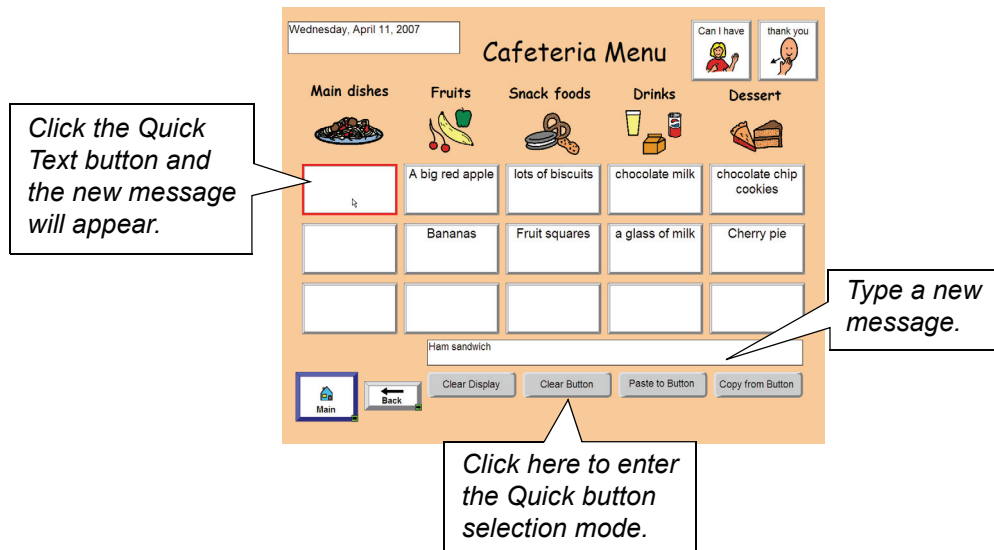 Wednesday, April 11, 2007
Cafeteria Menu
Can I have
thank you
Main dishes
Fruits
Snack foods
Drinks
Dessert
Click the Quick
Text button and
the new message
will appear.
A big red apple
lots of biscuits
chocolate milk
chocolate chip
cookies
Bananas
Fruit squares
a glass of milk
Cherry pie
Type a new
message.
Ham sandwich
Main
Back
Clear Display
Clear Button
Paste to Button
Copy from Button
Click here to enter
the Quick button
selection mode.